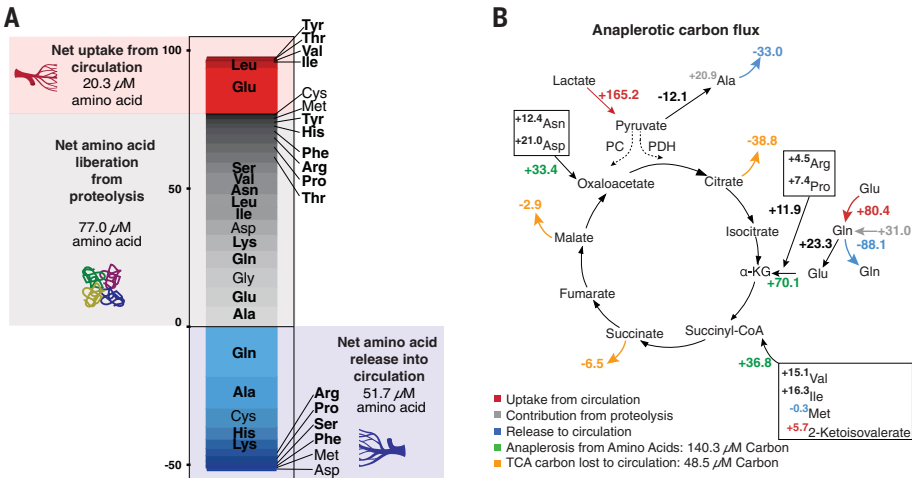 A
Net uptake from
circulation
20.3 µM
amino acid
Net amino acid
liberation
from
proteolysis
77.0 µM
amino acid
100
50
0
-50
Leu
Glu
Ser
Val
Asn
Leu
Ile
Asp
Lys
Gln
Gly
Glu
Ala
Gln
Ala
Cys
His
Lys
Tyr
Thr
Val
Ile
Cys
Met
Tyr
His
Phe
Arg
Pro
Thr
Net amino acid
release into
circulation
51.7 µM
amino acid
Arg
Pro
Ser
Phe
Met
Asp
B
Anaplerotic carbon flux
Lactate
+165.2
Pyruvate
-12.1
+20.9 Ala
-33.0
PC
PDH
+12.4 Asn
+21.0 Asp
+33.4
Oxaloacetate
Citrate
-38.8
+4.5 Arg
+7.4 Pro
+11.9
Isocitrate
Glu
+80.4
Gln
+31.0
-88.1
+23.3
Glu
Gln
α-KG
+70.1
-2.9
Malate
Fumarate
Succinate
-6.5
Succinyl-CoA
+36.8
+15.1 Val
+16.3 Ile
-0.3 Met
+5.7 2-Ketoisovalerate
Uptake from circulation
Contribution from proteolysis
Release to circulation
Anaplerosis from Amino Acids: 140.3 µM Carbon
TCA carbon lost to circulation: 48.5 µM Carbon